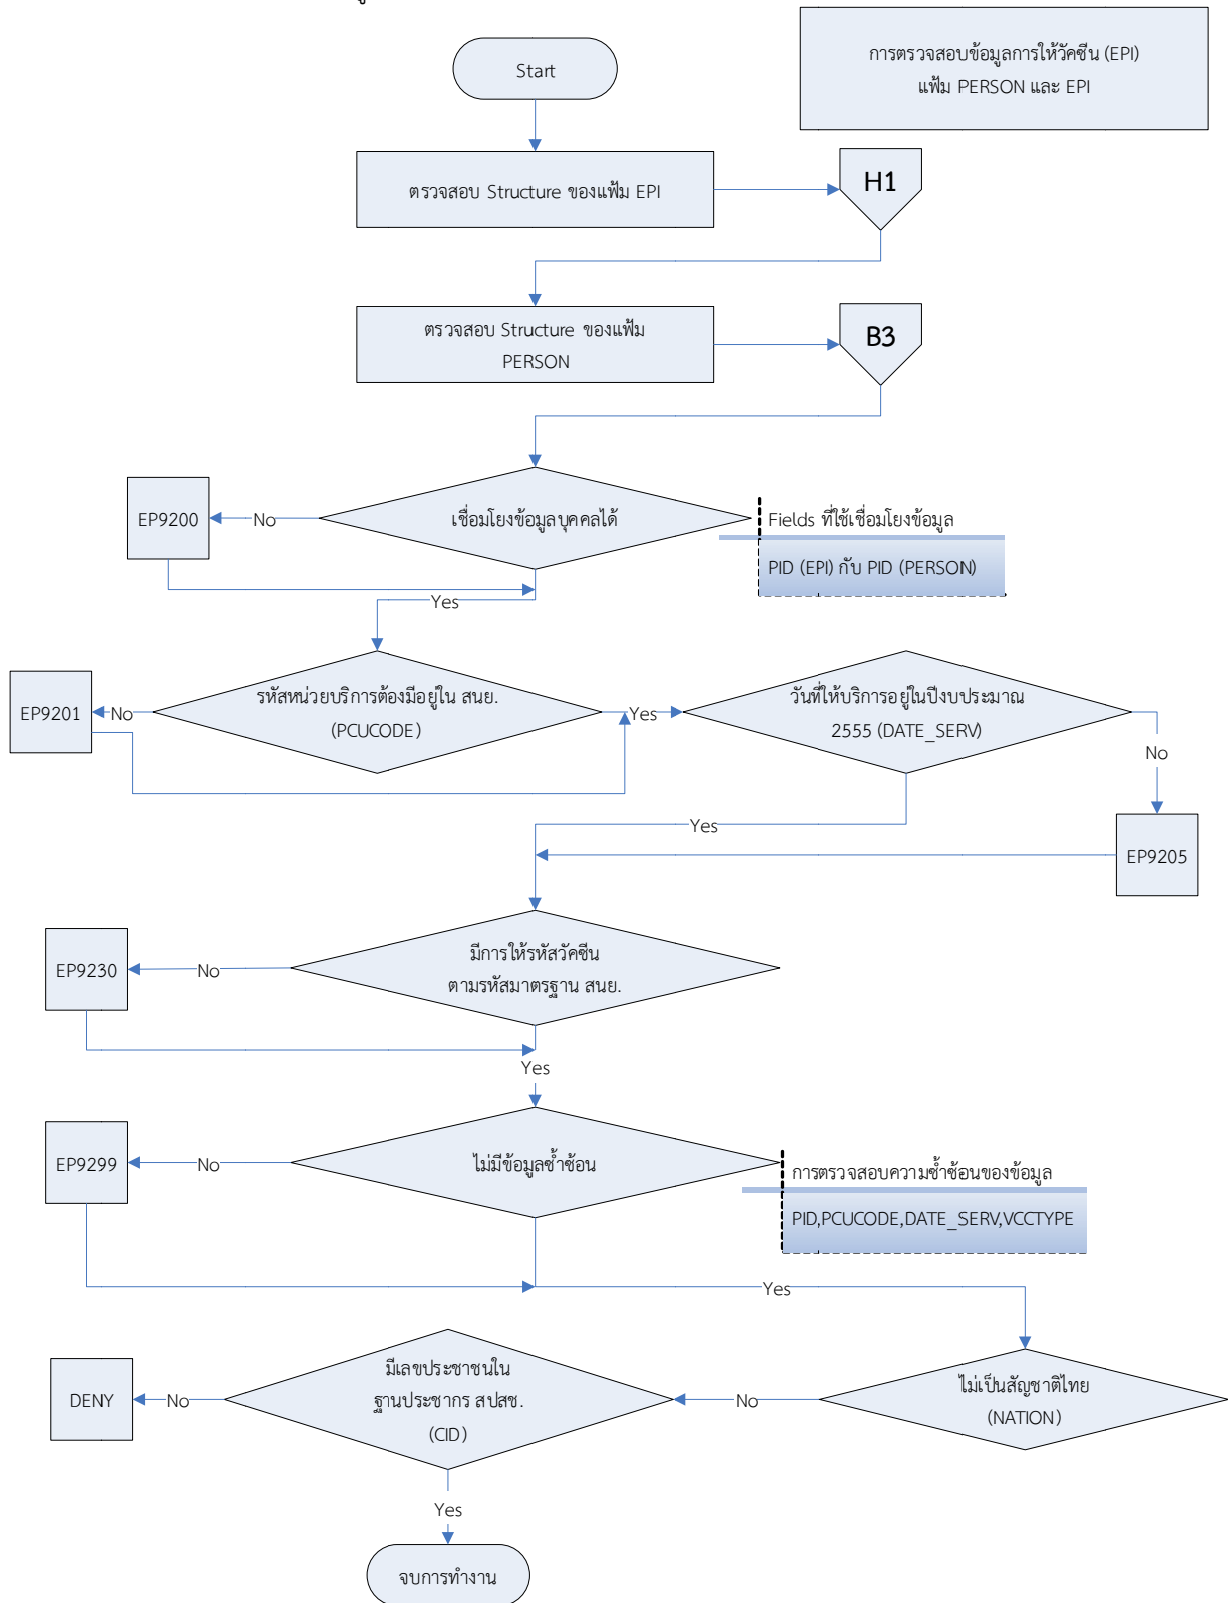 การตรวจสอบข้อมูลการให้วัคซีน (EPI)
แฟ้ม PERSON และ EPI
Start
ตรวจสอบ Structure ของแฟ้ม EPI
H1
ตรวจสอบ Structure ของแฟ้ม
PERSON
B3
เชื่อมโยงข้อมูลบุคคลได้
No
EP9200
Fields ที่ใช้เชื่อมโยงข้อมูล
PID (EPI) กับ PID (PERSON)
Yes
รหัสหน่วยบริการต้องมีอยู่ใน สนย.
(PCUCODE)
No
EP9201
Yes
วันที่ให้บริการอยู่ในปีงบประมาณ
2555 (DATE_SERV)
No
EP9205
Yes
มีการให้รหัสวัคซีน
ตามรหัสมาตรฐาน สนย.
No
EP9230
Yes
ไม่มีข้อมูลซ้ำซ้อน
No
EP9299
การตรวจสอบความซ้ำซ้อนของข้อมูล
PID,PCUCODE,DATE_SERV,VCCTYPE
Yes
ไม่เป็นสัญชาติไทย
(NATION)
No
มีเลขประชาชนใน
ฐานประชากร สปสช.
(CID)
No
DENY
Yes
จบการทำงาน